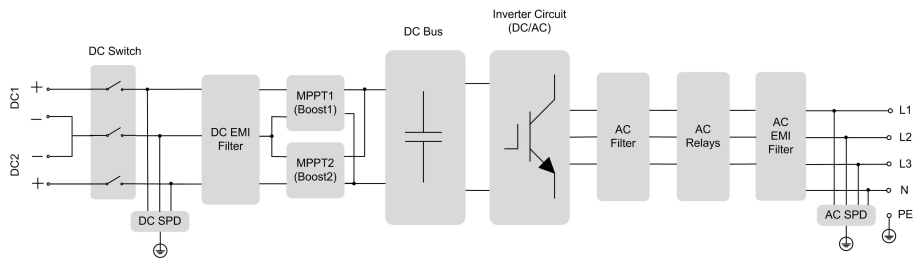 Inverter Circuit
(DC/AC)
DC Bus
DC Switch
DC1
+
−
DC2
−
+
DC EMI
Filter
MPPT1
(Boost1)
MPPT2
(Boost2)
DC SPD
AC
Filter
AC
Relays
AC
EMI
Filter
L1
L2
L3
N
PE
AC SPD